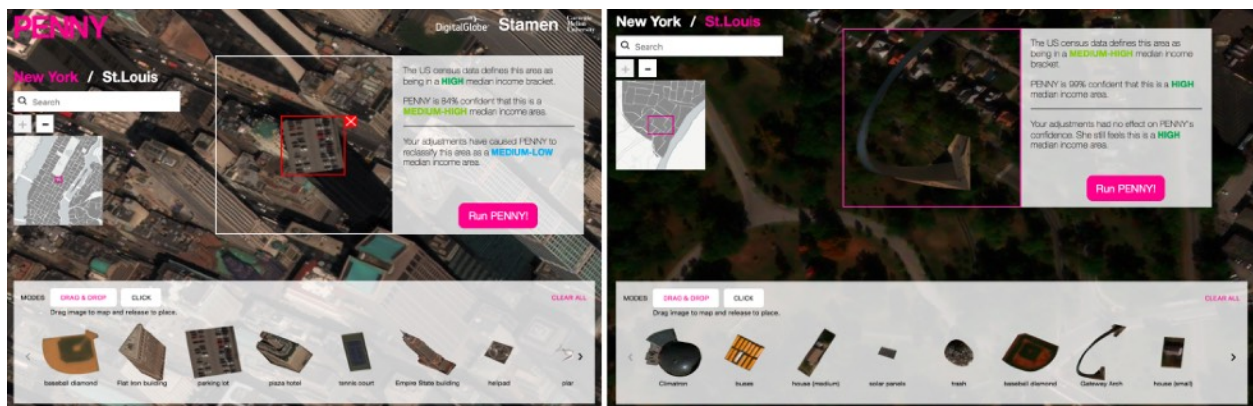 PENNY
DigitalGlobe Stamen Carnegie Mellon University
New York / St.Louis
Search
+ -
The US census data defines this area as
being in a HIGH median income bracket.
PENNY is 84% confident that this is a
MEDIUM-HIGH median income area.
Your adjustments have caused PENNY to
reclassify this area as a MEDIUM-LOW
median income area.
Run PENNY!
MODES DRAG & DROP CLICK CLEAR ALL
Drag image to map and release to place.
baseball diamond Flat Iron building parking lot plaza hotel tennis court Empire State building helipad plar
New York / St.Louis
Search
+ -
The US census data defines this area as
being in a MEDIUM-HIGH median income
bracket.
PENNY is 99% confident that this is a HIGH
median income area.
Your adjustments had no effect on PENNY's
confidence. She still feels this is a HIGH
median income area.
Run PENNY!
MODES DRAG & DROP CLICK CLEAR ALL
Drag image to map and release to place.
Climatron buses house (medium) solar panels trash baseball diamond Gateway Arch house (small)